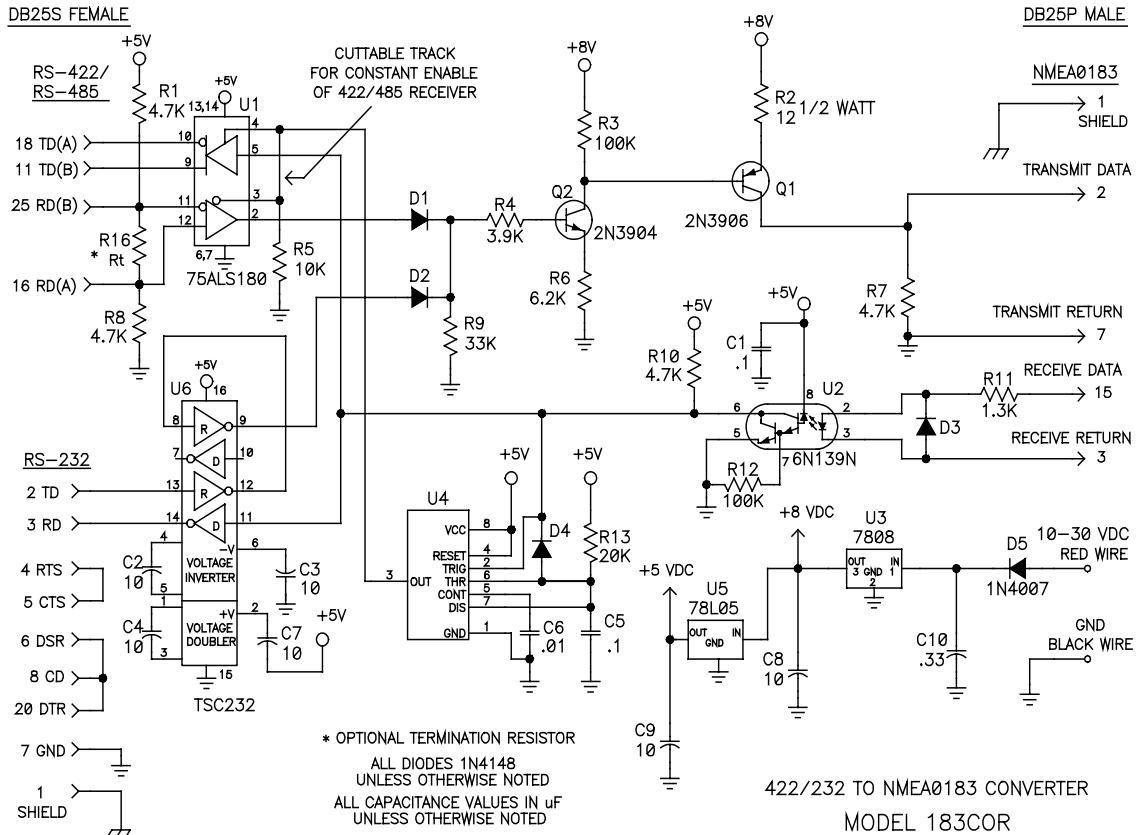 DB25S FEMALE
DB25P MALE
RS-422/
RS-485
18 TD(A)
11 TD(B)
25 RD(B)
16 RD(A)
+5V
R1
4.7K
R16
* Rt
R8
4.7K
+5V
13,14
U1
10
9
11
12
4
5
3
2
6,7
75ALS180
CUTTABLE TRACK
FOR CONSTANT ENABLE
OF 422/485 RECEIVER
R5
10K
D1
D2
R4
3.9K
R9
33K
+8V
R3
100K
Q2
2N3904
R6
6.2K
+8V
R2
12
1/2 WATT
Q1
2N3906
NMEA0183
1
SHIELD
TRANSMIT DATA
2
R7
4.7K
TRANSMIT RETURN
7
RECEIVE DATA
R11
1.3K
15
D3
RECEIVE RETURN
3
+5V
R10
4.7K
+5V
C1
.1
U2
8
6
5
7
2
3
6N139N
R12
100K
RS-232
2 TD
3 RD
4 RTS
5 CTS
6 DSR
8 CD
20 DTR
7 GND
1
SHIELD
U6
+5V
16
8
R
9
7
D
10
13
R
12
14
D
11
4
-V
6
VOLTAGE
INVERTER
5
1
+V
2
VOLTAGE
DOUBLER
3
15
TSC232
C2
10
C4
10
C3
10
C7
10
+5V
U4
3
OUT
VCC
8
RESET
4
TRIG
2
THR
6
CONT
5
DIS
7
GND
1
+5V
D4
+5V
R13
20K
C6
.01
C5
.1
+5 VDC
U5
78L05
OUT
IN
GND
C9
10
+8 VDC
C8
10
U3
7808
OUT
IN
3 GND 1
2
C10
.33
D5
1N4007
10-30 VDC
RED WIRE
GND
BLACK WIRE
* OPTIONAL TERMINATION RESISTOR
ALL DIODES 1N4148
UNLESS OTHERWISE NOTED
ALL CAPACITANCE VALUES IN uF
UNLESS OTHERWISE NOTED
422/232 TO NMEA0183 CONVERTER
MODEL 183COR